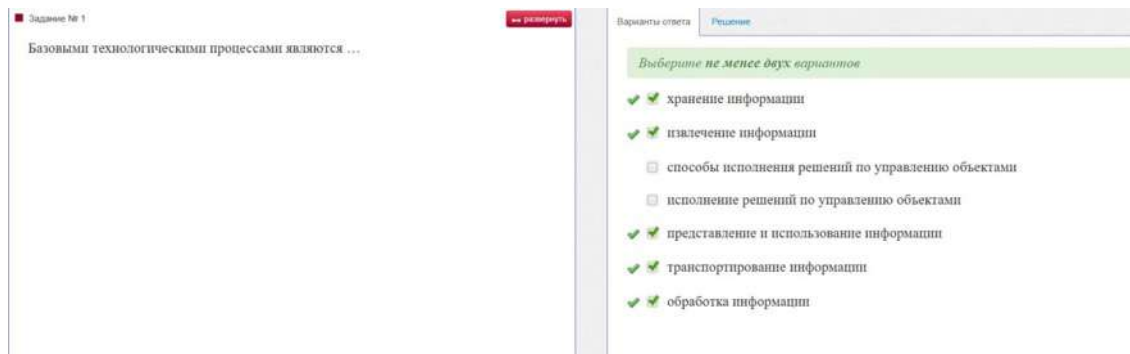 Задание № 1
развернуть
Базовыми технологическими процессами являются …
Варианты ответа
Решение
Выберите не менее двух вариантов
хранение информации
извлечение информации
способы исполнения решений по управлению объектами
исполнение решений по управлению объектами
представление и использование информации
транспортирование информации
обработка информации